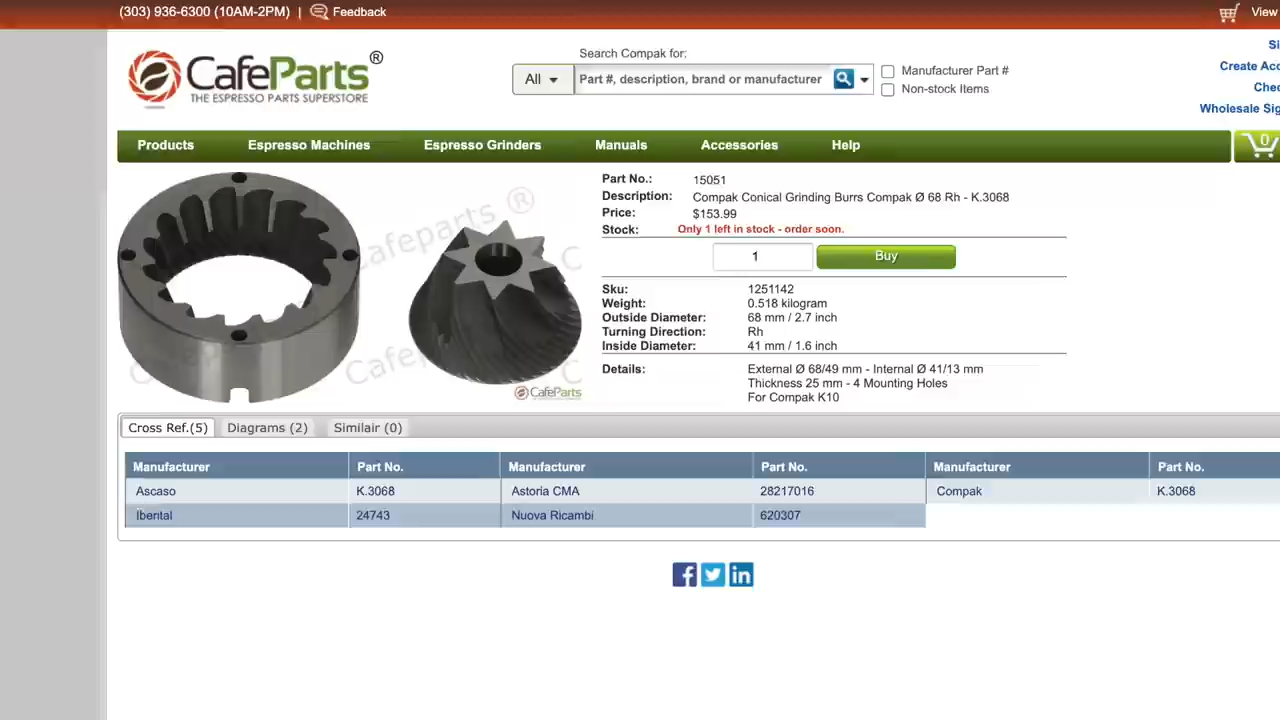 (303) 936-6300 (10AM-2PM) | Feedback
View
CafeParts®
THE ESPRESSO PARTS SUPERSTORE
Search Compak for:
All
Part #, description, brand or manufacturer
Manufacturer Part #
Non-stock Items
Si
Create Acc
Chec
Wholesale Sig
Products Espresso Machines Espresso Grinders Manuals Accessories Help
0
Cafeparts ®
CafeParts
Part No.: 15051
Description: Compak Conical Grinding Burrs Compak Ø 68 Rh - K.3068
Price: $153.99
Stock: Only 1 left in stock - order soon.
1 Buy
Sku: 1251142
Weight: 0.518 kilogram
Outside Diameter: 68 mm / 2.7 inch
Turning Direction: Rh
Inside Diameter: 41 mm / 1.6 inch
Details: External Ø 68/49 mm - Internal Ø 41/13 mm
Thickness 25 mm - 4 Mounting Holes
For Compak K10
Cross Ref.(5) Diagrams (2) Similair (0)
Manufacturer Part No. Manufacturer Part No. Manufacturer Part No.
Ascaso K.3068 Astoria CMA 28217016 Compak K.3068
Iberital 24743 Nuova Ricambi 620307